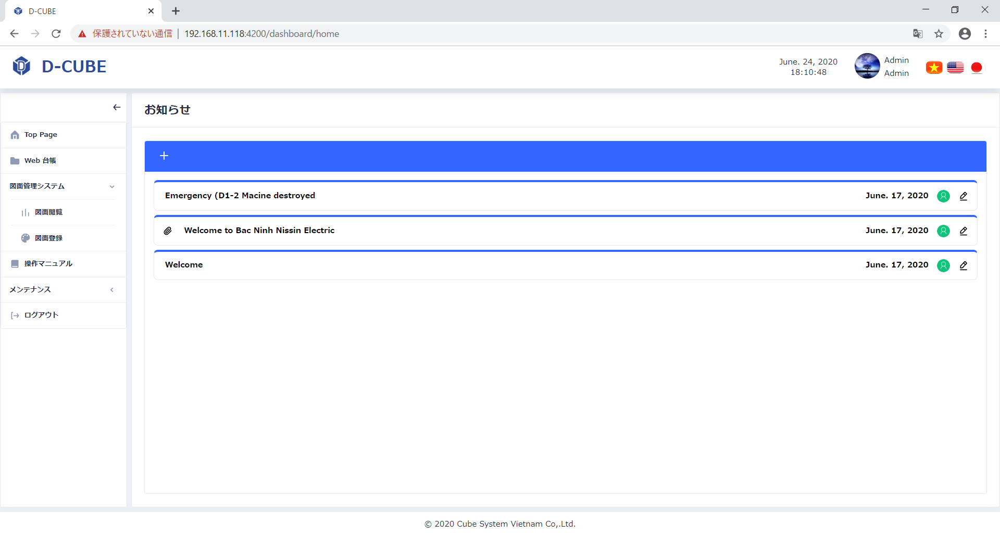 D-CUBE
保護されていない通信 | 192.168.11.118:4200/dashboard/home
D-CUBE
June. 24, 2020
18:10:48
Admin
Admin
お知らせ
Top Page
Web 台帳
図面管理システム
図面閲覧
図面登録
操作マニュアル
メンテナンス
ログアウト
Emergency (D1-2 Macine destroyed June. 17, 2020
Welcome to Bac Ninh Nissin Electric June. 17, 2020
Welcome June. 17, 2020
© 2020 Cube System Vietnam Co,.Ltd.